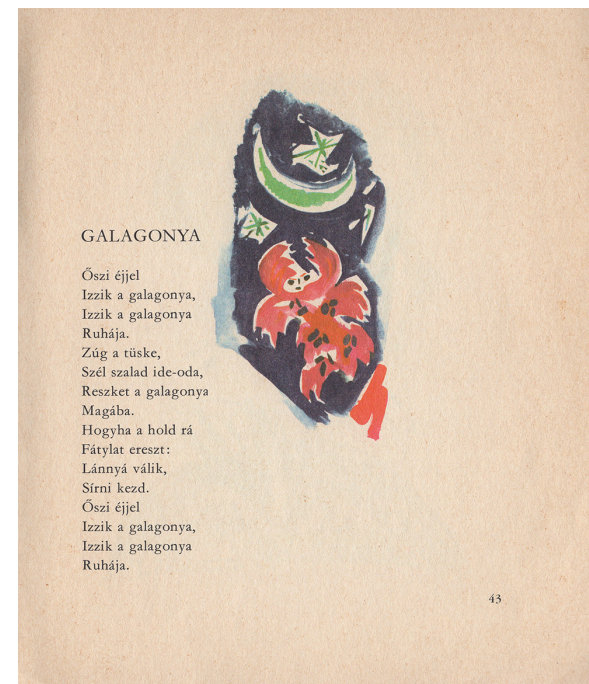 GALAGONYA
Őszi éjjel
Izzik a galagonya,
Izzik a galagonya
Ruhája.
Zúg a tüske,
Szél szalad ide-oda,
Reszket a galagonya
Magába.
Hogyha a hold rá
Fátylat ereszt:
Lánnyá válik,
Sírni kezd.
Őszi éjjel
Izzik a galagonya,
Izzik a galagonya
Ruhája.
43